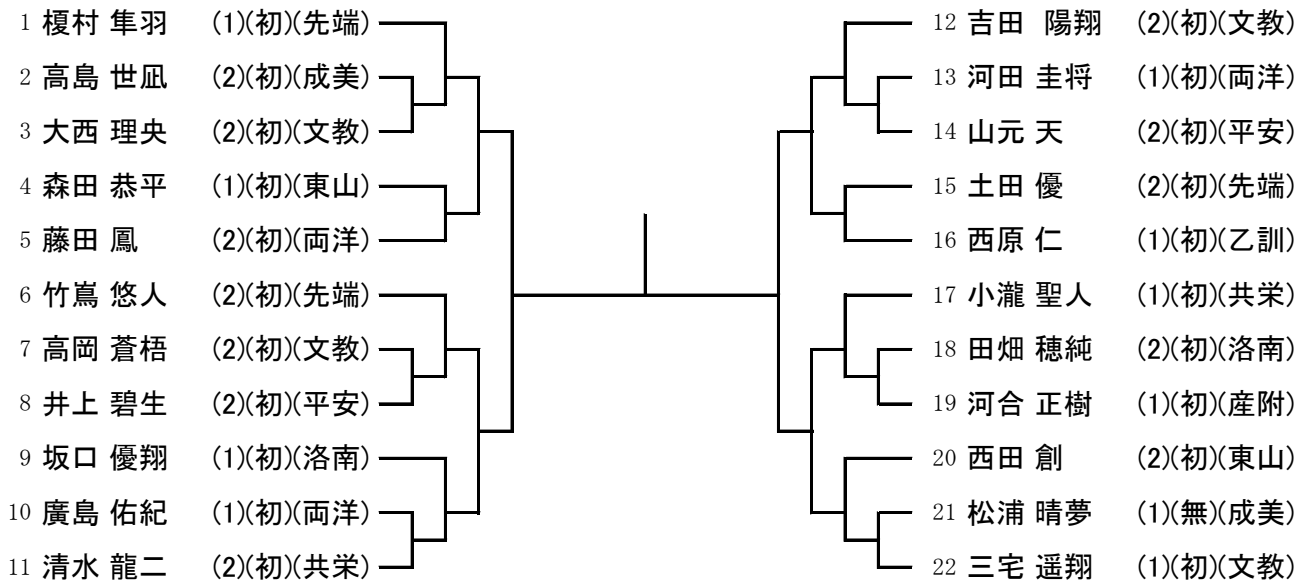 1 榎村 隼羽 (1)(初)(先端)
2 高島 世凪 (2)(初)(成美)
3 大西 理央 (2)(初)(文教)
4 森田 恭平 (1)(初)(東山)
5 藤田 鳳 (2)(初)(両洋)
6 竹嶌 悠人 (2)(初)(先端)
7 高岡 蒼梧 (2)(初)(文教)
8 井上 碧生 (2)(初)(平安)
9 坂口 優翔 (1)(初)(洛南)
10 廣島 佑紀 (1)(初)(両洋)
11 清水 龍二 (2)(初)(共栄)
12 吉田 陽翔 (2)(初)(文教)
13 河田 圭将 (1)(初)(両洋)
14 山元 天 (2)(初)(平安)
15 土田 優 (2)(初)(先端)
16 西原 仁 (1)(初)(乙訓)
17 小瀧 聖人 (1)(初)(共栄)
18 田畑 穂純 (2)(初)(洛南)
19 河合 正樹 (1)(初)(産附)
20 西田 創 (2)(初)(東山)
21 松浦 晴夢 (1)(無)(成美)
22 三宅 遥翔 (1)(初)(文教)